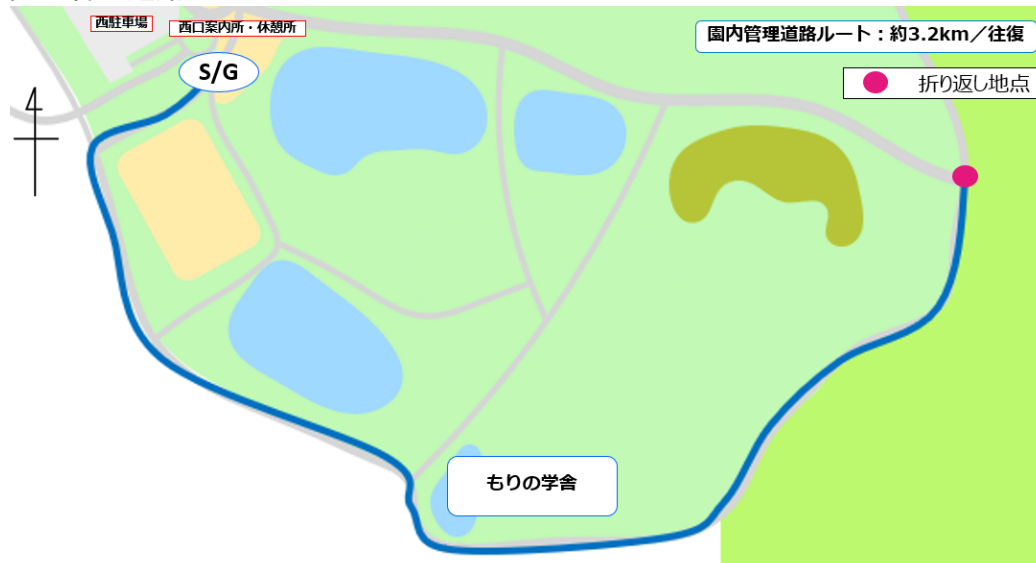 西駐車場
西口案内所・休憩所
園内管理道路ルート：約3.2km／往復
S/G
折り返し地点
もりの学舎